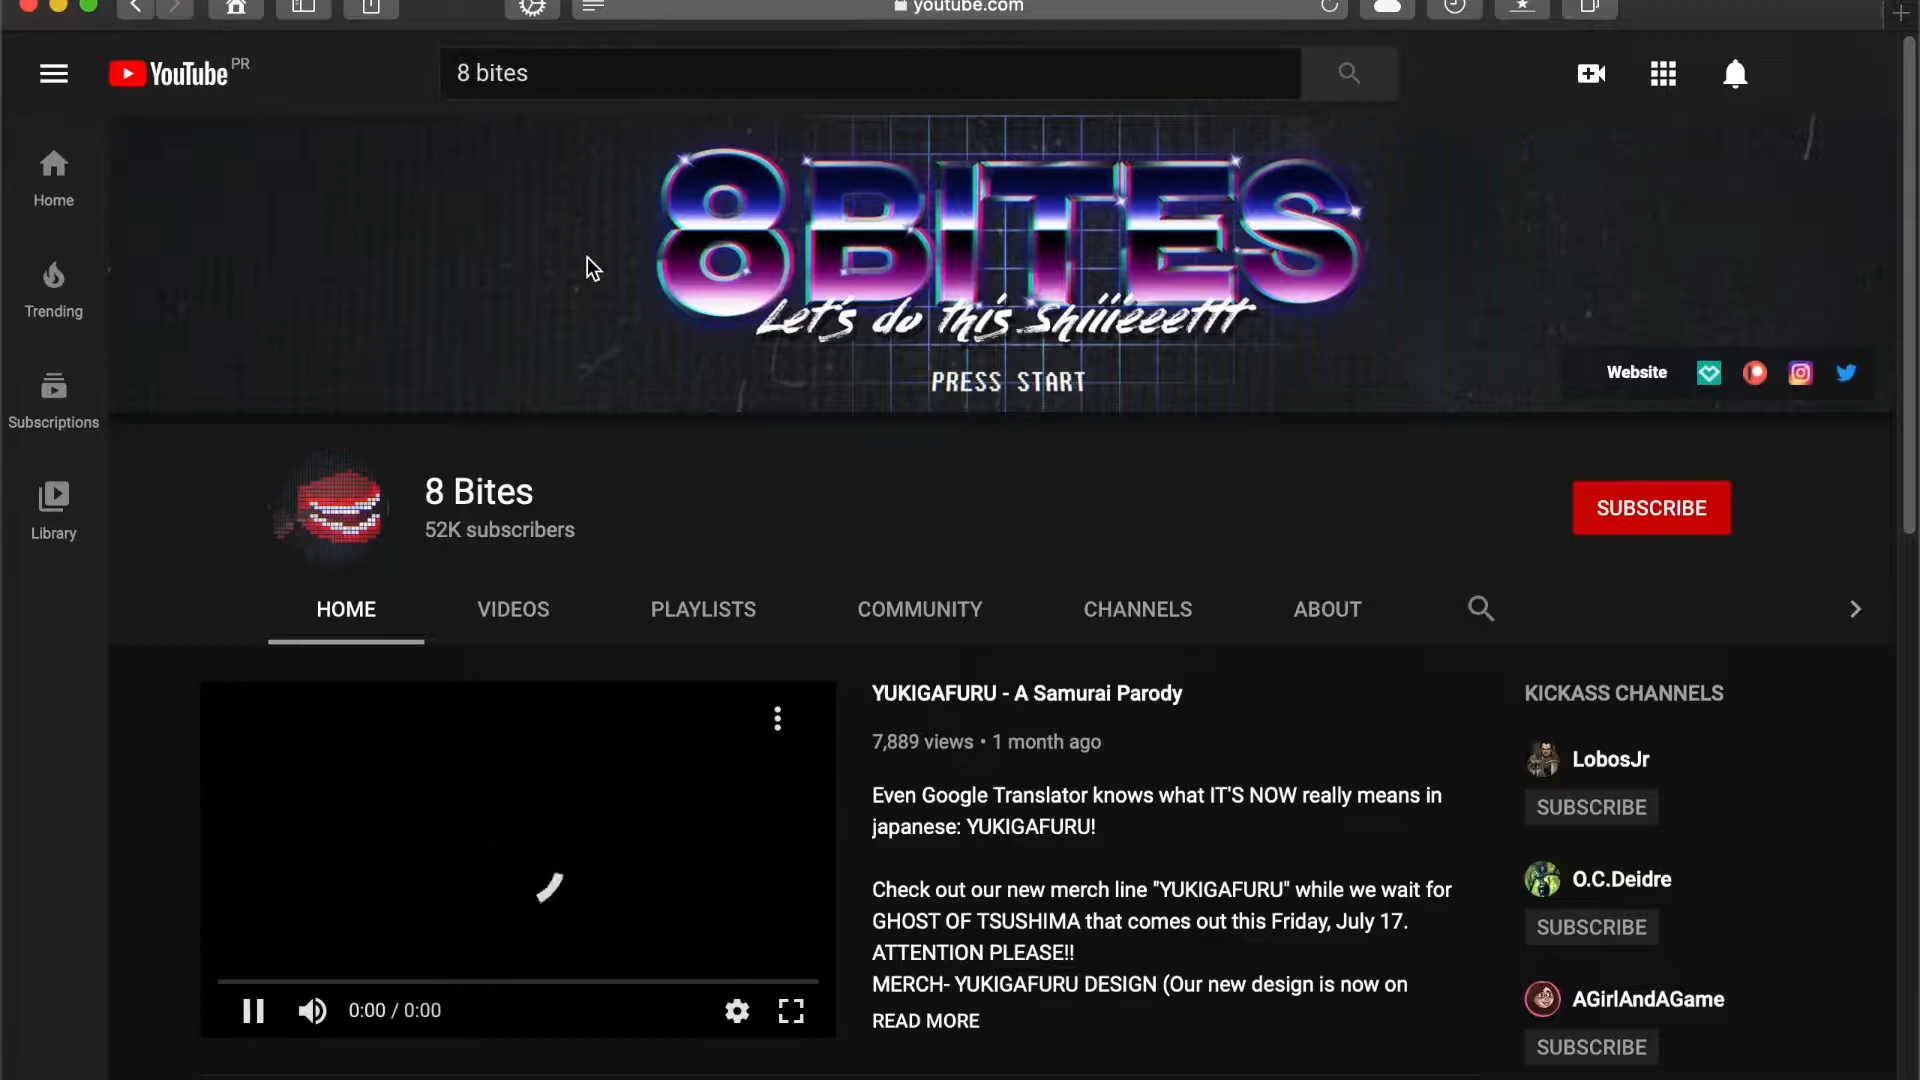 youtube.com
YouTube PR
8 bites
Home
Trending
Subscriptions
Library
8BITES
Let's do this Shiiieeettt
PRESS START
Website
8 Bites
52K subscribers
SUBSCRIBE
HOME
VIDEOS
PLAYLISTS
COMMUNITY
CHANNELS
ABOUT
0:00 / 0:00
YUKIGAFURU - A Samurai Parody
7,889 views • 1 month ago
Even Google Translator knows what IT'S NOW really means in
japanese: YUKIGAFURU!
Check out our new merch line "YUKIGAFURU" while we wait for
GHOST OF TSUSHIMA that comes out this Friday, July 17.
ATTENTION PLEASE!!
MERCH- YUKIGAFURU DESIGN (Our new design is now on
READ MORE
KICKASS CHANNELS
LobosJr
SUBSCRIBE
O.C.Deidre
SUBSCRIBE
AGirlAndAGame
SUBSCRIBE